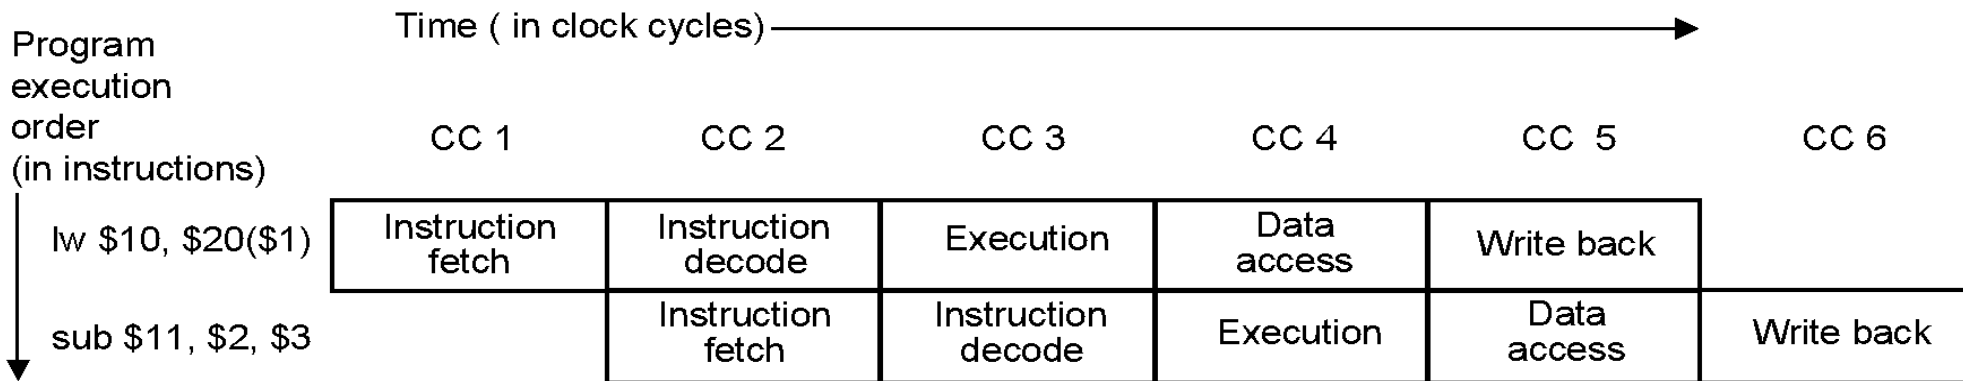 Time ( in clock cycles)
Program
execution
order
(in instructions)
CC 1 CC 2 CC 3 CC 4 CC 5 CC 6
lw $10, $20($1)
Instruction
fetch
Instruction
decode
Execution
Data
access
Write back
sub $11, $2, $3
Instruction
fetch
Instruction
decode
Execution
Data
access
Write back